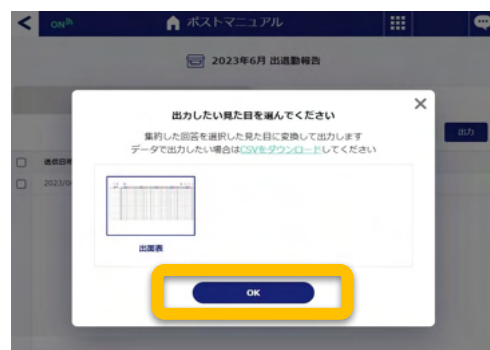 ON
ポストマニュアル
2023年6月 出退勤報告
出力したい見た目を選んでください
集約した回答を選択した見た目に変換して出力します
データで出力したい場合はCSVをダウンロードしてください
出力
送信日時
2023/0
出面表
OK